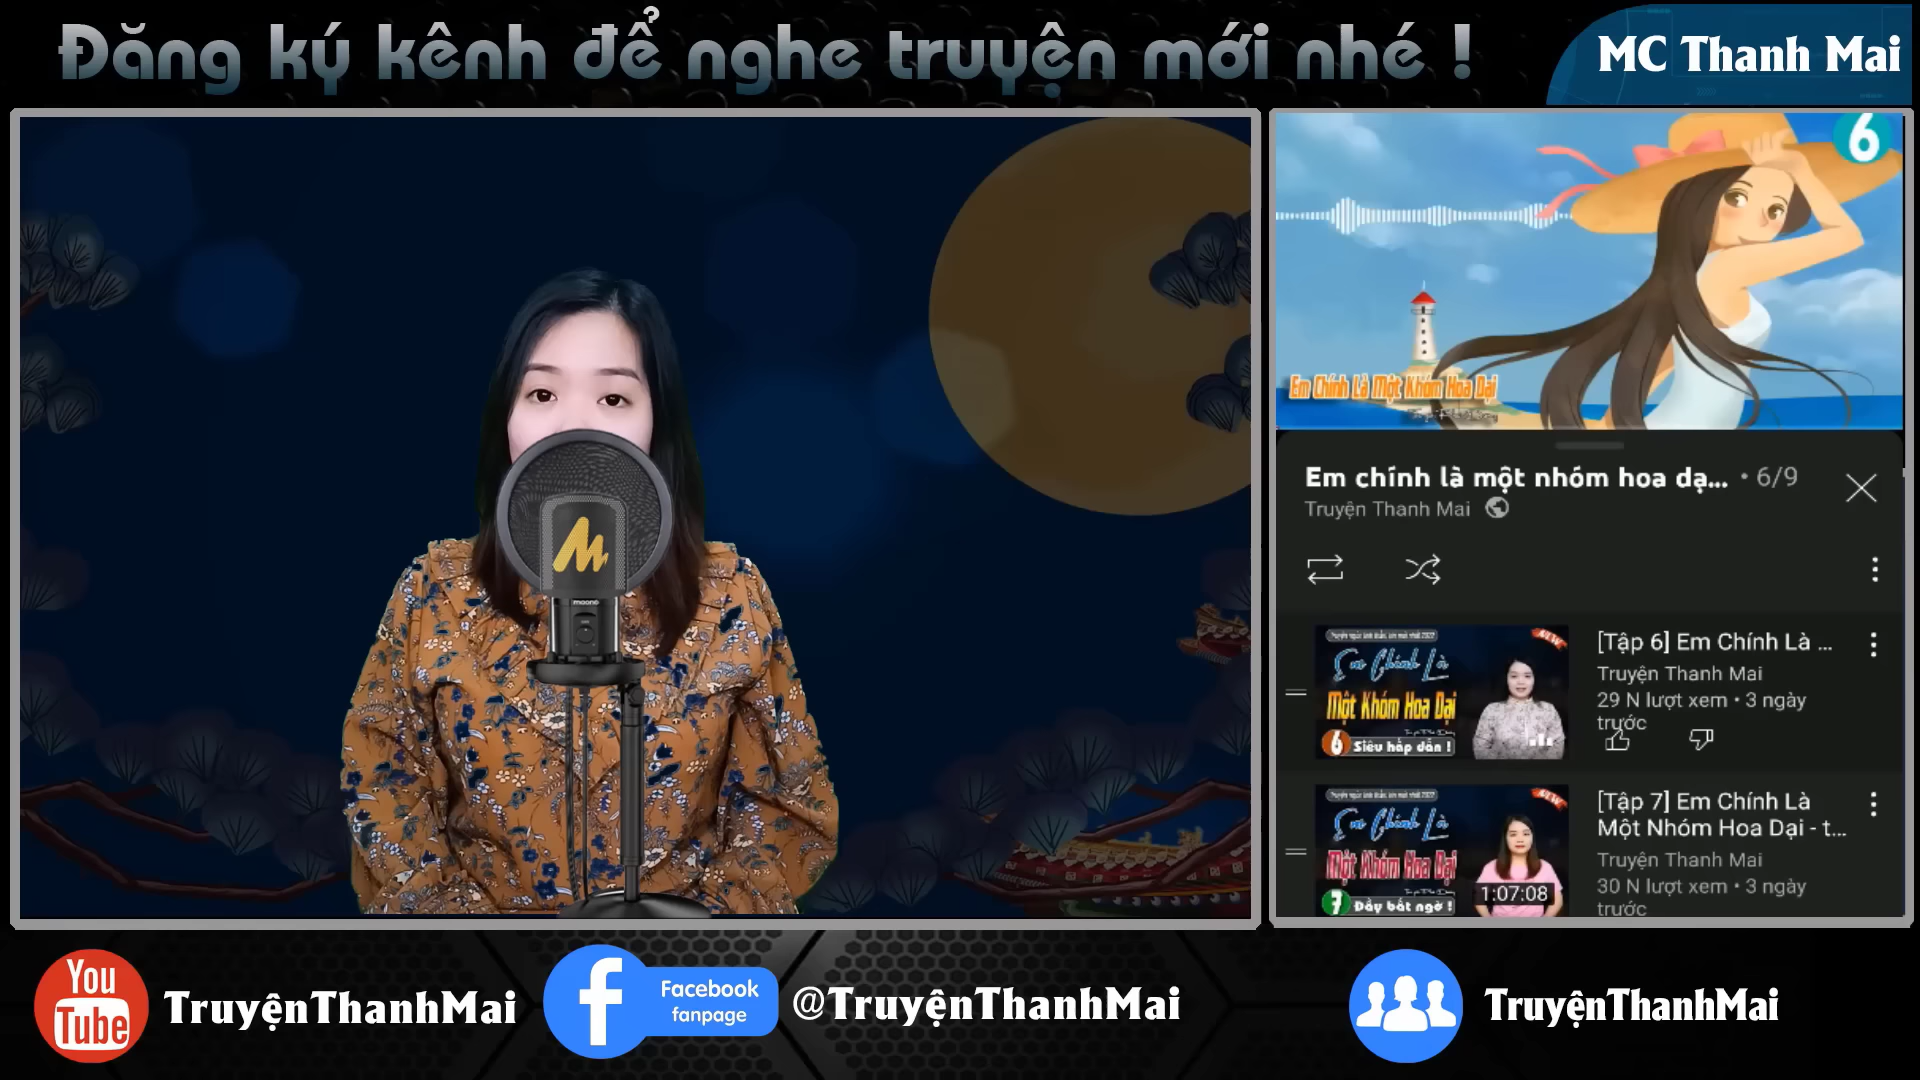 Đăng ký kênh để nghe truyện mới nhé !
MC Thanh Mai
maono
6
Em Chính Là Một Khóm Hoa Dại
Em chính là một nhóm hoa dạ... • 6/9
Truyện Thanh Mai
Em Chính Là
Một Khóm Hoa Dại
6 Siêu hấp dẫn !
NEW
[Tập 6] Em Chính Là ...
Truyện Thanh Mai
29 N lượt xem • 3 ngày
trước
Em Chính Là
Một Khóm Hoa Dại
7 Đầy bất ngờ !
NEW
1:07:08
[Tập 7] Em Chính Là
Một Nhóm Hoa Dại - t...
Truyện Thanh Mai
30 N lượt xem • 3 ngày
trước
You
Tube
TruyệnThanhMai
Facebook
fanpage
@TruyệnThanhMai
TruyệnThanhMai